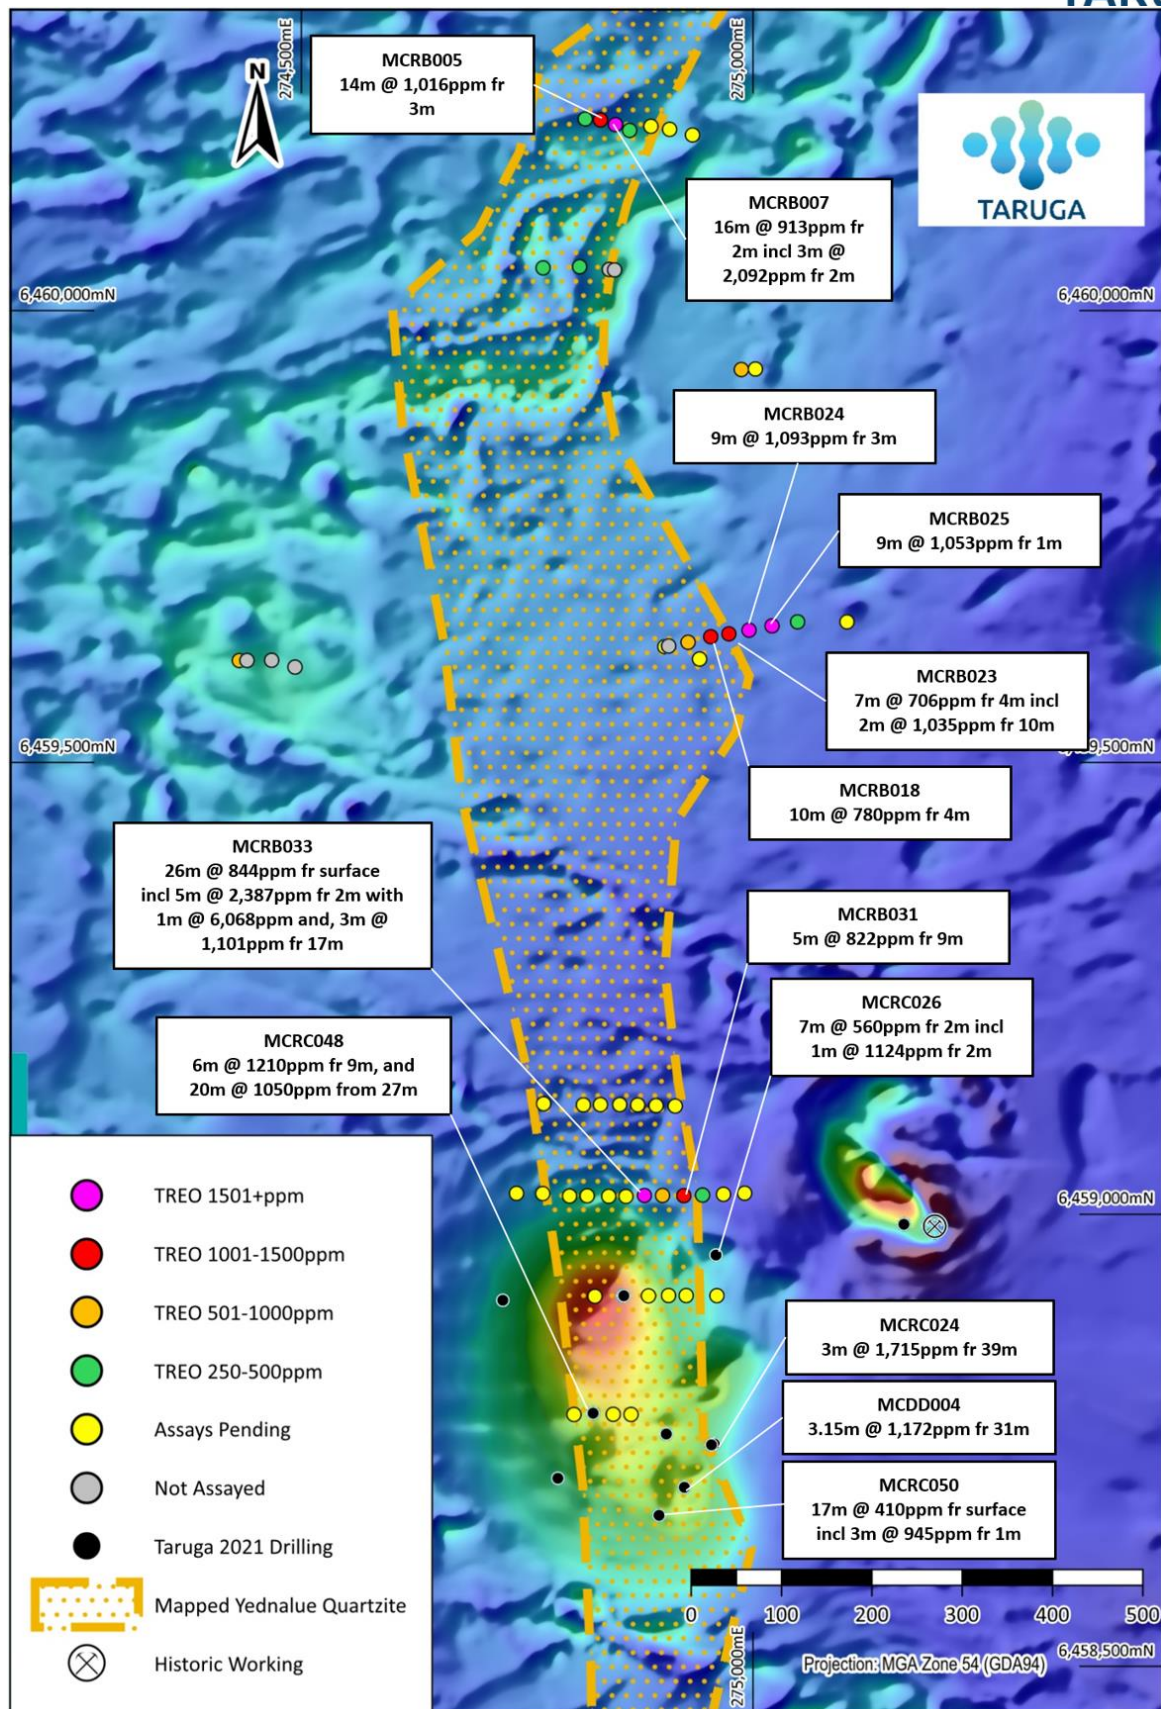 274,500mE
275,000mE
N
MCRB005
14m @ 1,016ppm fr
3m
TARUGA
MCRB007
16m @ 913ppm fr
2m incl 3m @
2,092ppm fr 2m
6,460,000mN
6,460,000mN
MCRB024
9m @ 1,093ppm fr 3m
MCRB025
9m @ 1,053ppm fr 1m
MCRB023
7m @ 706ppm fr 4m incl
2m @ 1,035ppm fr 10m
6,459,500mN
MCRB018
10m @ 780ppm fr 4m
MCRB033
26m @ 844ppm fr surface
incl 5m @ 2,387ppm fr 2m with
1m @ 6,068ppm and, 3m @
1,101ppm fr 17m
MCRB031
5m @ 822ppm fr 9m
MCRC026
7m @ 560ppm fr 2m incl
1m @ 1124ppm fr 2m
MCRC048
6m @ 1210ppm fr 9m, and
20m @ 1050ppm from 27m
6,459,000mN
TREO 1501+ppm
TREO 1001-1500ppm
TREO 501-1000ppm
TREO 250-500ppm
Assays Pending
Not Assayed
Taruga 2021 Drilling
Mapped Yednalue Quartzite
Historic Working
MCRC024
3m @ 1,715ppm fr 39m
MCDD004
3.15m @ 1,172ppm fr 31m
MCRC050
17m @ 410ppm fr surface
incl 3m @ 945ppm fr 1m
0 100 200 300 400 500
275,000mE
6,458,500mN
Projection: MGA Zone 54 (GDA94)